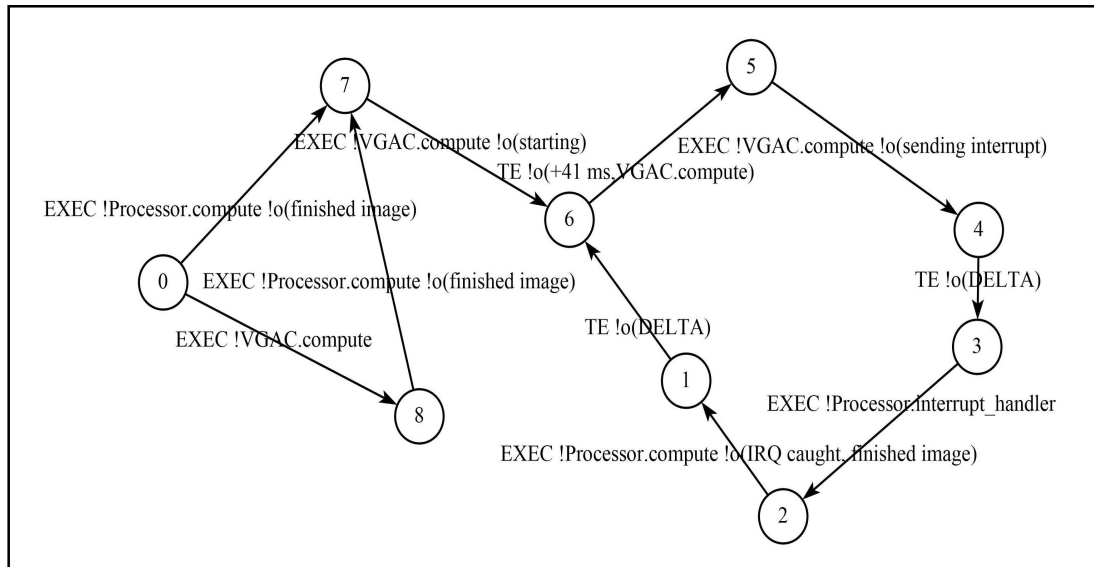 5
7
EXEC !VGAC.compute !o(starting)
EXEC !VGAC.compute !o(sending interrupt)
TE !o(+41 ms,VGAC.compute)
EXEC !Processor.compute !o(finished image)
6
4
0
EXEC !Processor.compute !o(finished image)
TE !o(DELTA)
TE !o(DELTA)
EXEC !VGAC.compute
3
1
8
EXEC !Processor.interrupt_handler
EXEC !Processor.compute !o(IRQ caught, finished image)
2